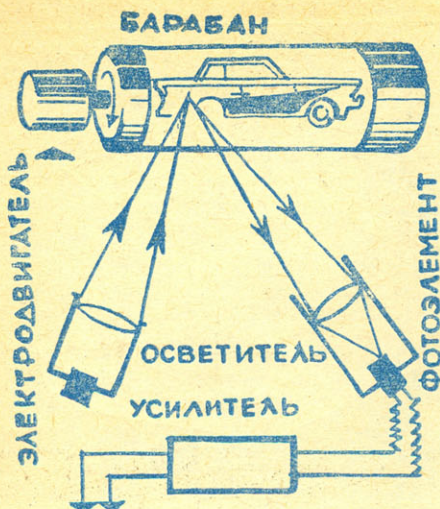 БАРАБАН
ЭЛЕКТРОДВИГАТЕЛЬ
ФОТОЭЛЕМЕНТ
ОСВЕТИТЕЛЬ
УСИЛИТЕЛЬ